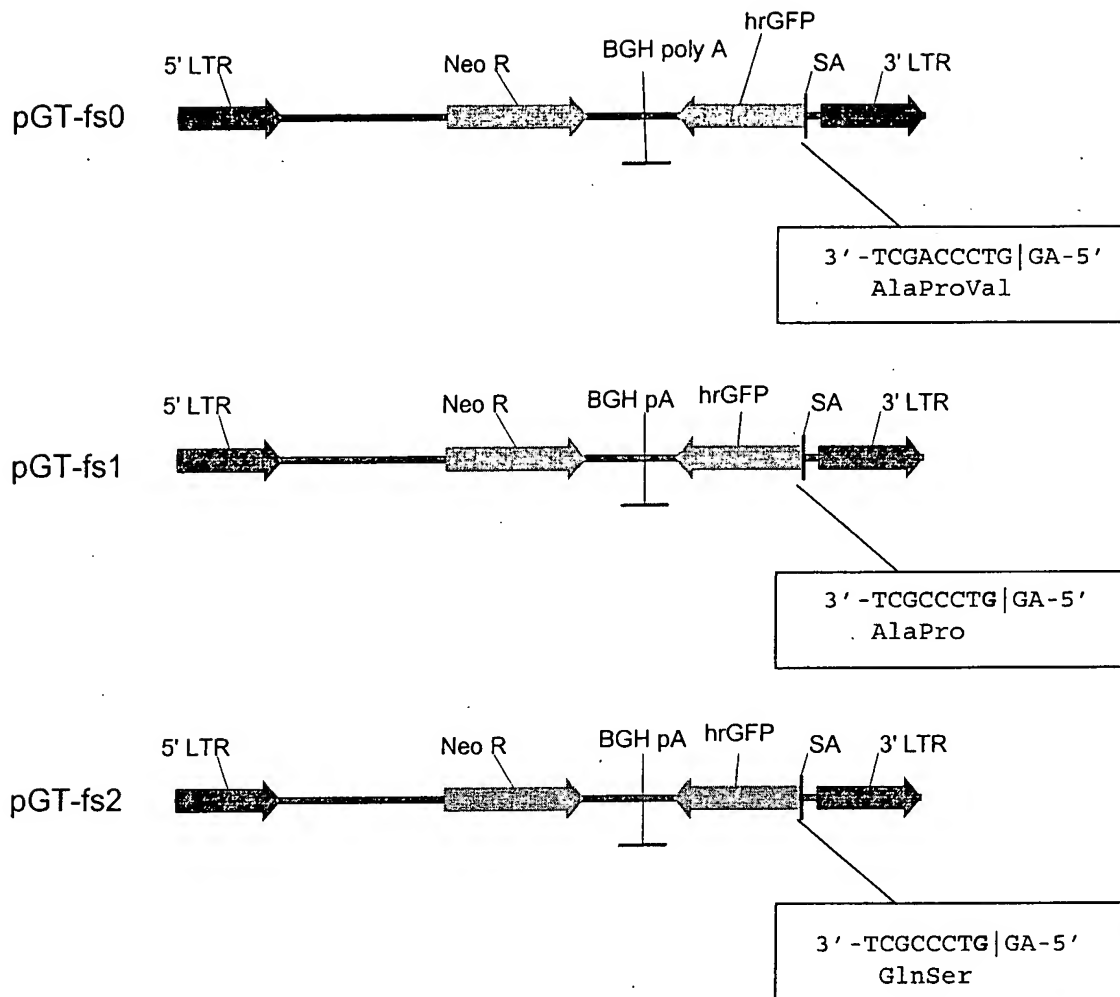 hrGFP
BGH poly A
5' LTR
Neo R
SA
3' LTR
pGT-fs0
3'-TCGACCCTG|GA-5'
AlaProVal
5' LTR
Neo R
BGH pA
hrGFP
SA
3' LTR
pGT-fs1
3'-TCGCCCTG|GA-5'
AlaPro
5' LTR
Neo R
BGH pA
hrGFP
SA
3' LTR
pGT-fs2
3'-TCGCCCTG|GA-5'
GlnSer